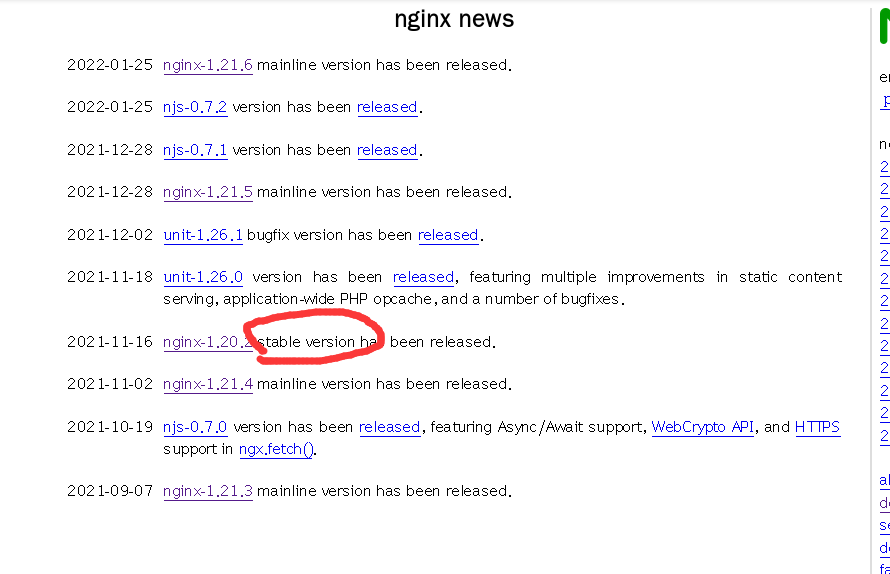 nginx news
2022-01-25 nginx-1.21.6 mainline version has been released.
2022-01-25 njs-0.7.2 version has been released.
2021-12-28 njs-0.7.1 version has been released.
2021-12-28 nginx-1.21.5 mainline version has been released.
2021-12-02 unit-1.26.1 bugfix version has been released.
2021-11-18 unit-1.26.0 version has been released, featuring multiple improvements in static content
serving, application-wide PHP opcache, and a number of bugfixes.
2021-11-16 nginx-1.20.2 stable version has been released.
2021-11-02 nginx-1.21.4 mainline version has been released.
2021-10-19 njs-0.7.0 version has been released, featuring Async/Await support, WebCrypto API, and HTTPS
support in ngx.fetch().
2021-09-07 nginx-1.21.3 mainline version has been released.